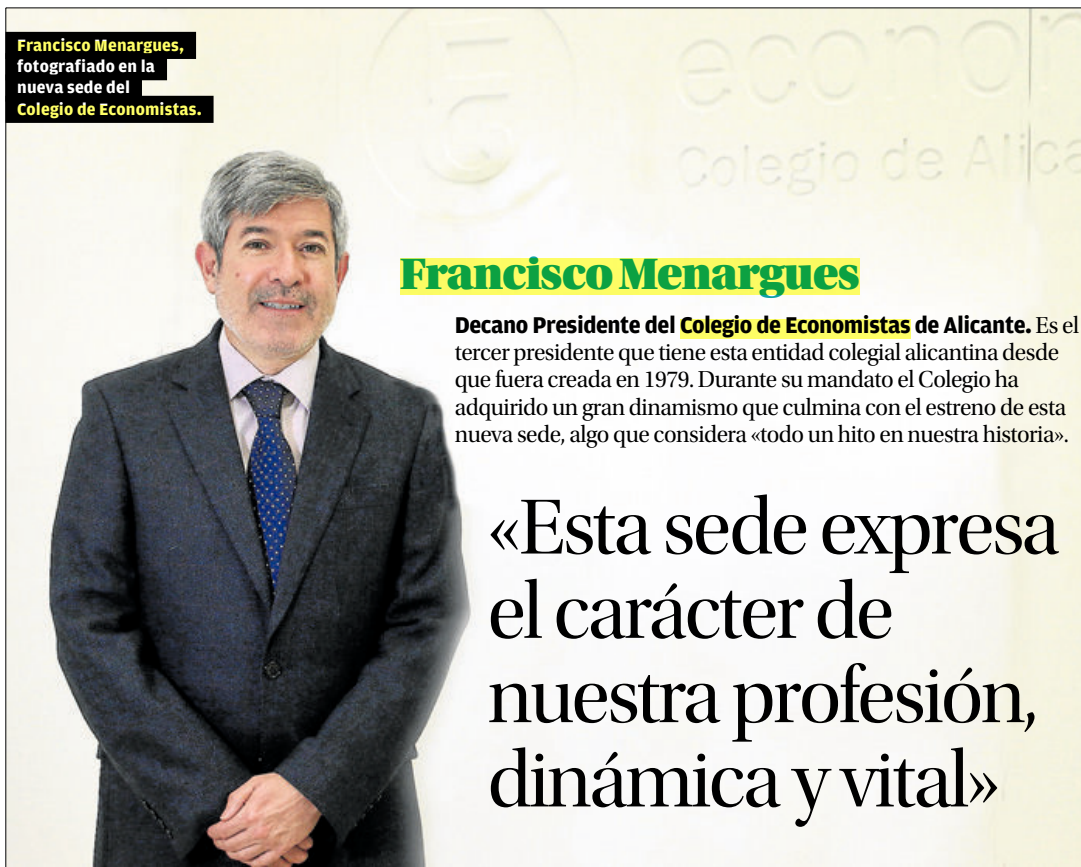 Francisco Menargues,
fotografiado en la
nueva sede del
Colegio de Economistas.
econom
Colegio de Alica
Francisco Menargues
Decano Presidente del Colegio de Economistas de Alicante. Es el
tercer presidente que tiene esta entidad colegial alicantina desde
que fuera creada en 1979. Durante su mandato el Colegio ha
adquirido un gran dinamismo que culmina con el estreno de esta
nueva sede, algo que considera «todo un hito en nuestra historia».
«Esta sede expresa
el carácter de
nuestra profesión,
dinámica y vital»